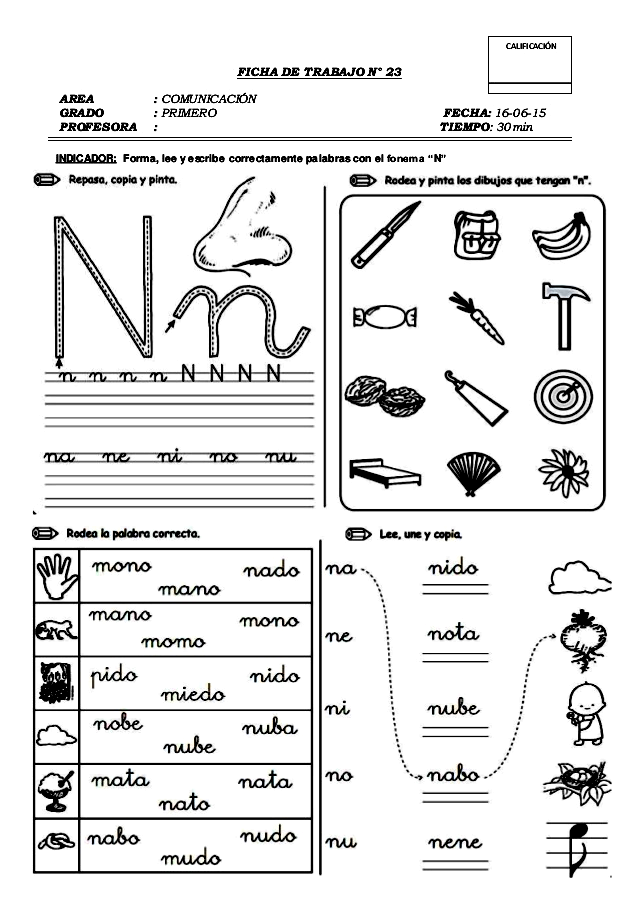 CALIFICACIÓN
FICHA DE TRABAJO N° 23
AREA : COMUNICACIÓN
GRADO : PRIMERO FECHA: 16-06-15
PROFESORA : TIEMPO: 30 min
INDICADOR: Forma, lee y escribe correctamente palabras con el fonema "N"
Repasa, copia y pinta.
N n
n n n n N N N N
na ne ni no nu
Rodea y pinta los dibujos que tengan "n".
Rodea la palabra correcta.
mono nado
mano
mano mono
momo
pido nido
miedo
nobe nuba
nube
mata nata
nato
nabo nudo
mudo
Lee, une y copia.
na nido
ne nota
ni nube
no nabo
nu nene